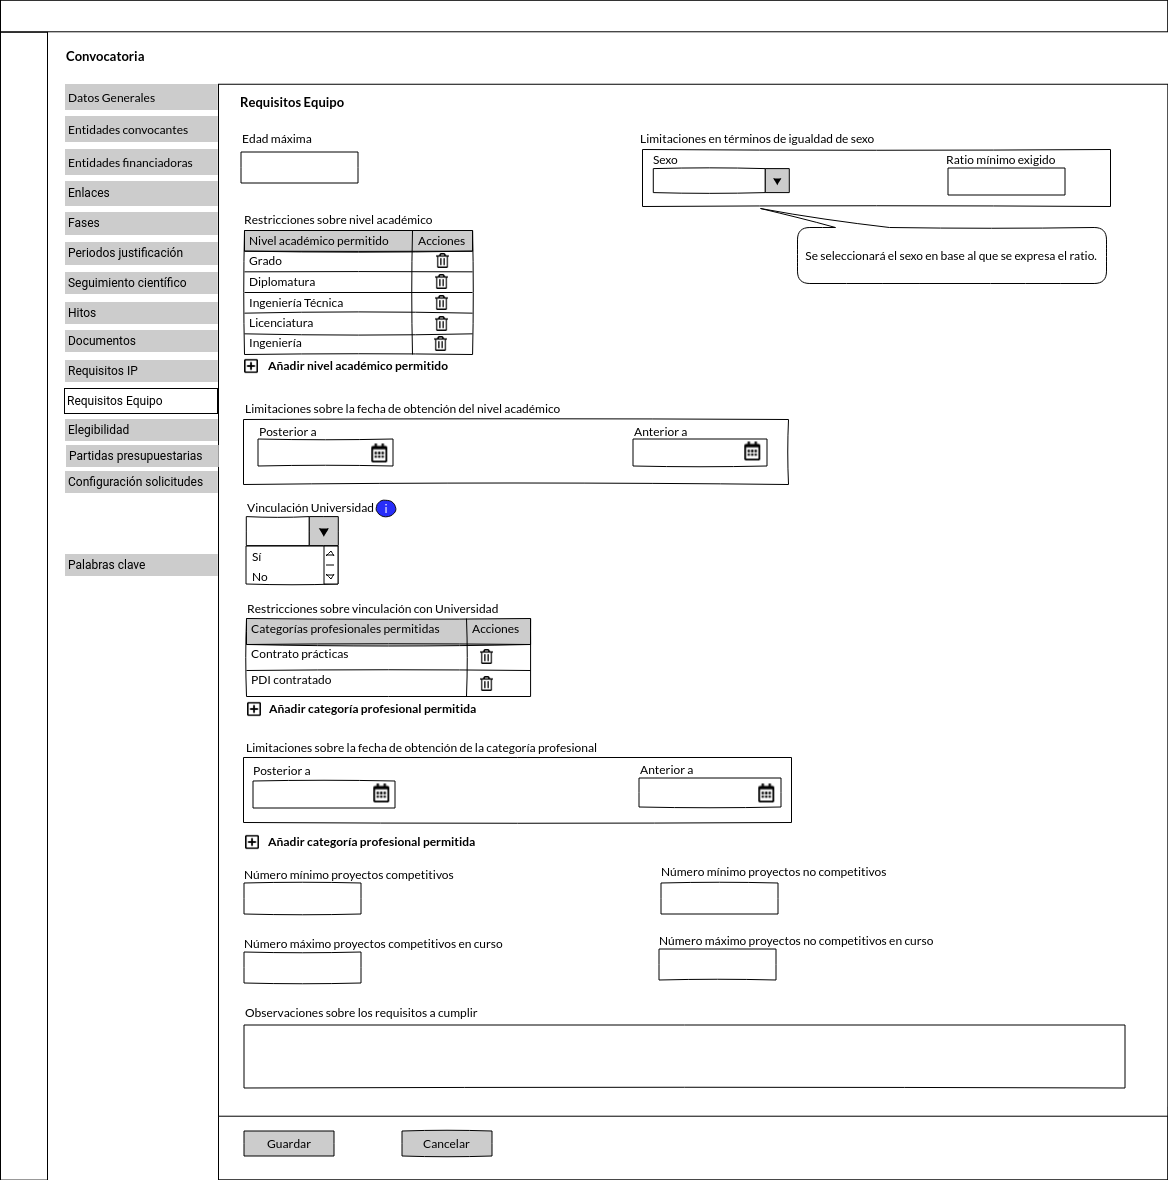 Convocatoria
Datos Generales
Entidades convocantes
Entidades financiadoras
Enlaces
Fases
Periodos justificación
Seguimiento científico
Hitos
Documentos
Requisitos IP
Requisitos Equipo
Elegibilidad
Partidas presupuestarias
Configuración solicitudes
Palabras clave
Requisitos Equipo
Edad máxima
Limitaciones en términos de igualdad de sexo
Sexo
Ratio mínimo exigido
Se seleccionará el sexo en base al que se expresa el ratio.
Restricciones sobre nivel académico
Nivel académico permitido Acciones
Grado
Diplomatura
Ingeniería Técnica
Licenciatura
Ingeniería
Añadir nivel académico permitido
Limitaciones sobre la fecha de obtención del nivel académico
Posterior a
Anterior a
Vinculación Universidad i
Sí
No
Restricciones sobre vinculación con Universidad
Categorías profesionales permitidas Acciones
Contrato prácticas
PDI contratado
Añadir categoría profesional permitida
Limitaciones sobre la fecha de obtención de la categoría profesional
Posterior a
Anterior a
Añadir categoría profesional permitida
Número mínimo proyectos competitivos
Número mínimo proyectos no competitivos
Número máximo proyectos competitivos en curso
Número máximo proyectos no competitivos en curso
Observaciones sobre los requisitos a cumplir
Guardar
Cancelar